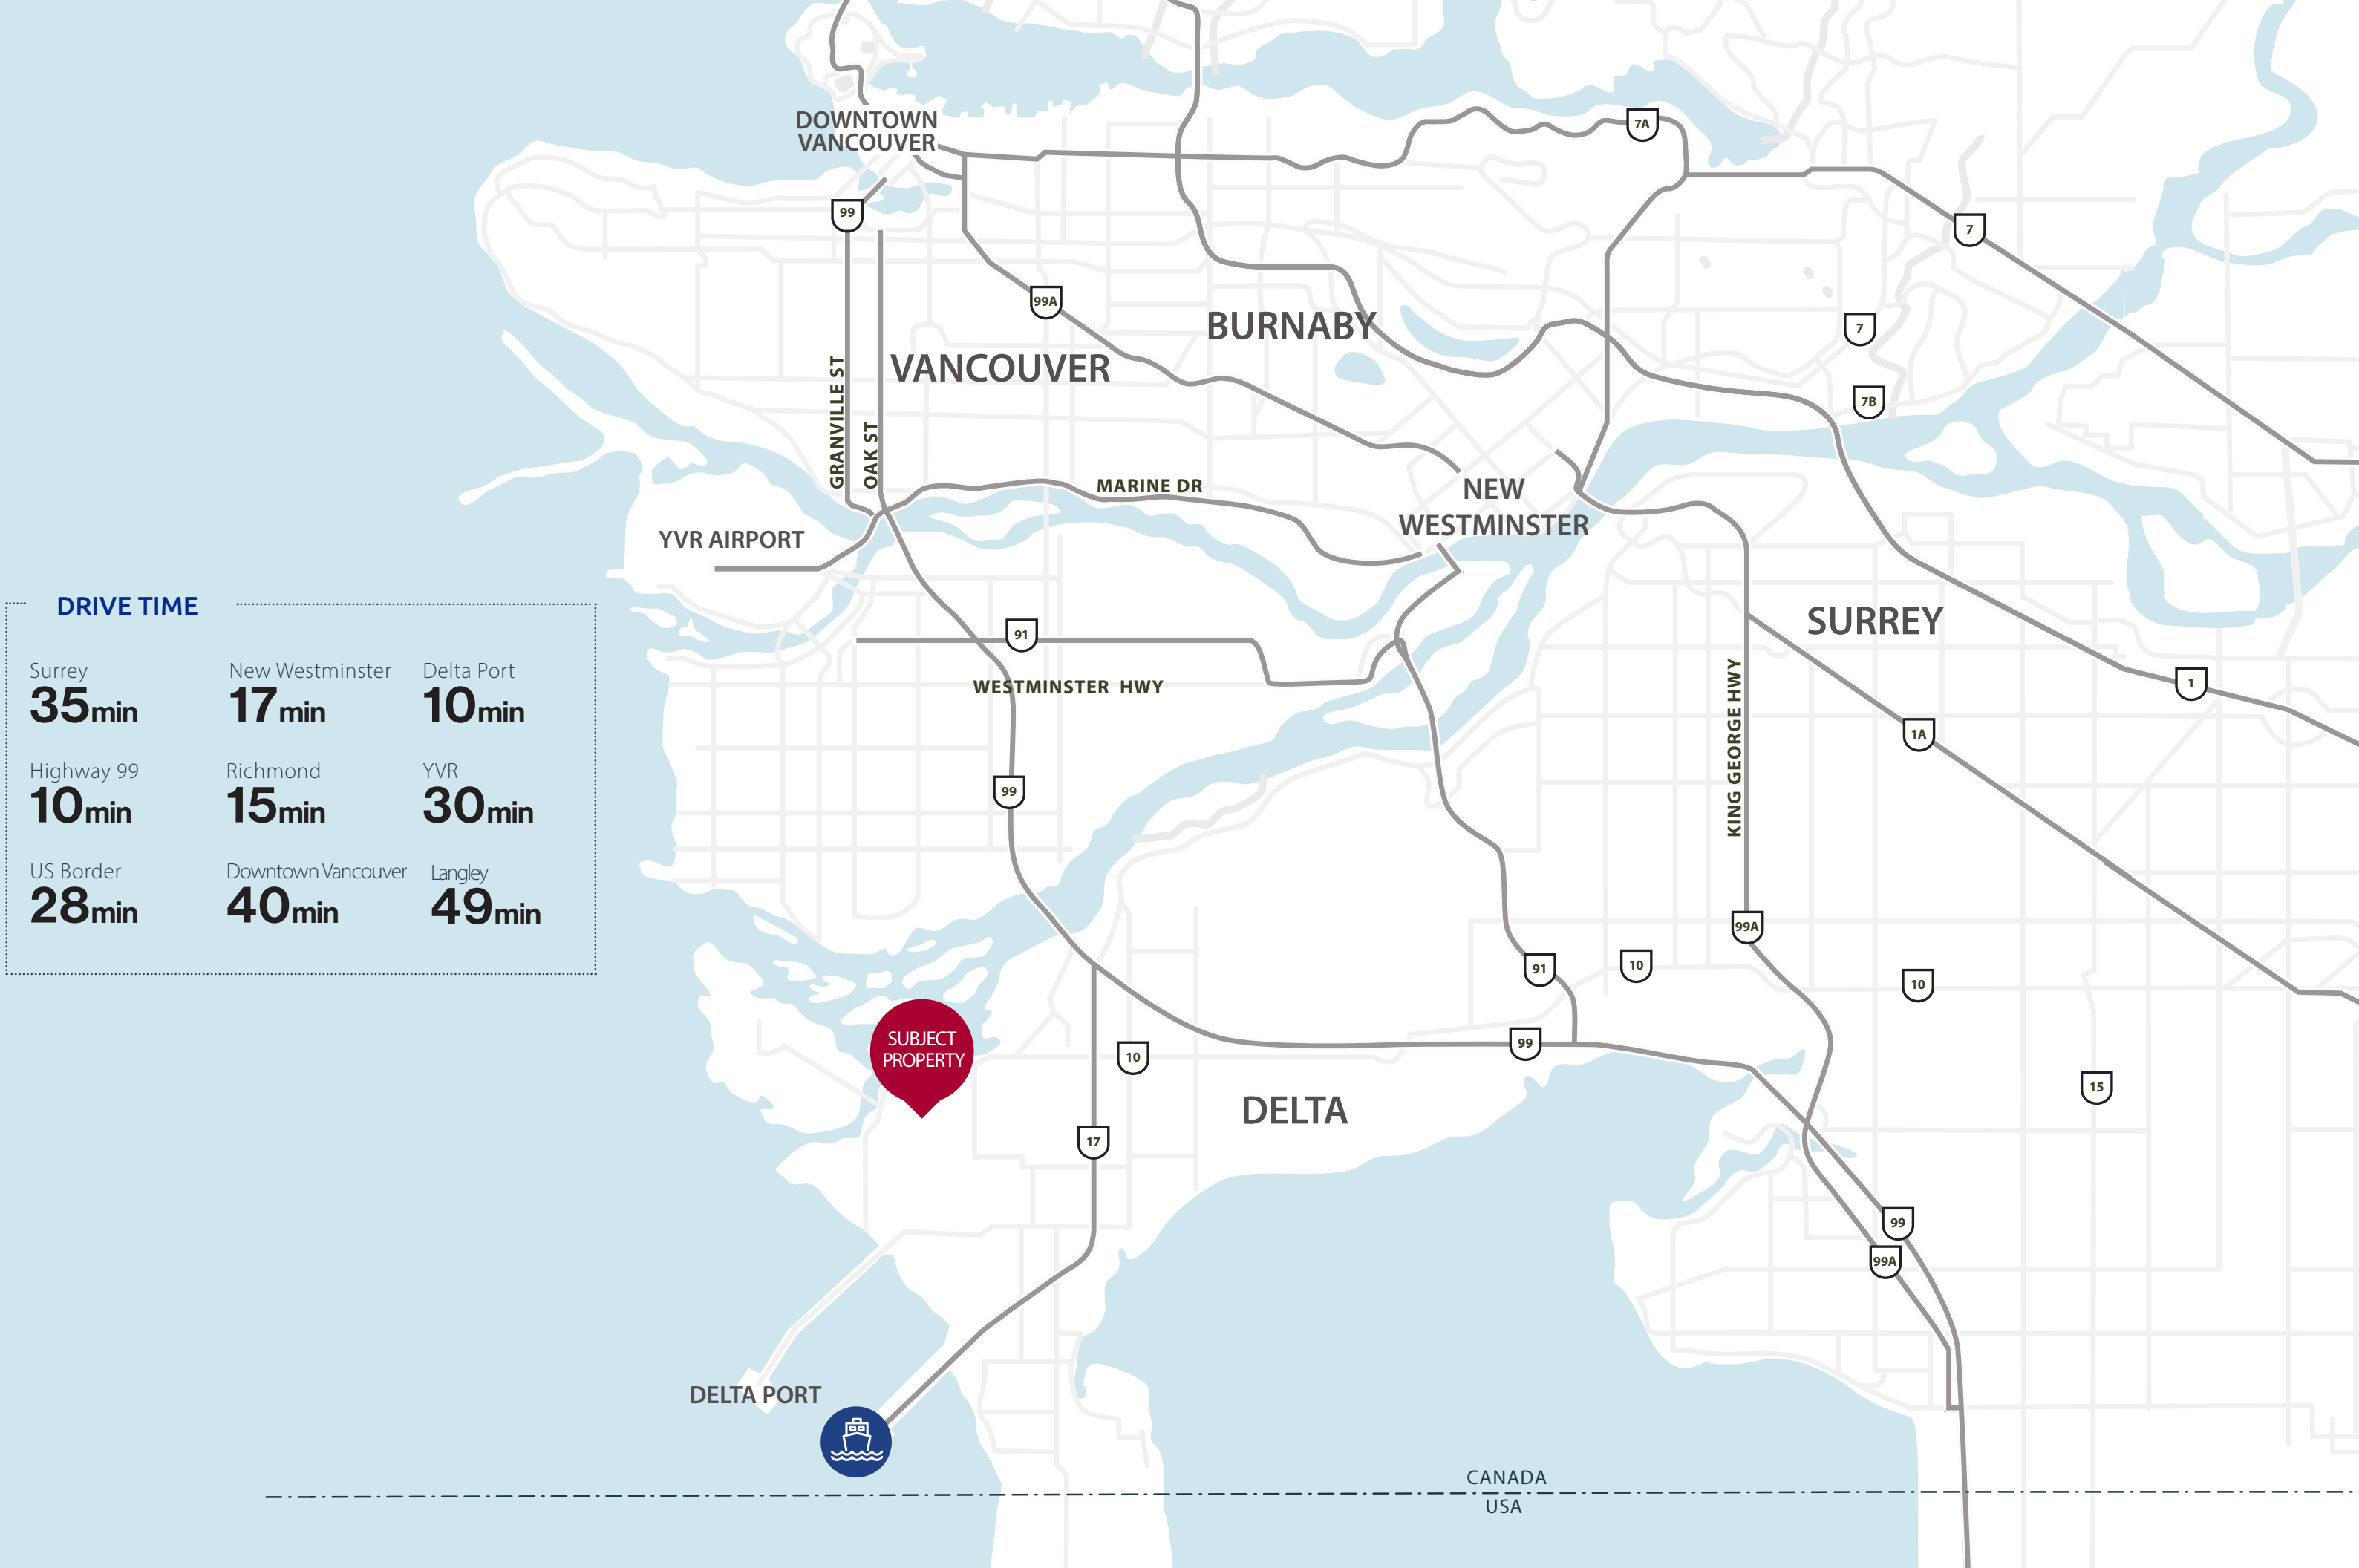 DOWNTOWN
VANCOUVER
7A
99
7
99A
BURNABY
7
VANCOUVER
GRANVILLE ST
OAK ST
7B
MARINE DR
NEW
WESTMINSTER
YVR AIRPORT
DRIVE TIME
Surrey
35min
New Westminster
17min
Delta Port
10min
Highway 99
10min
Richmond
15min
YVR
30min
US Border
28min
Downtown Vancouver
40min
Langley
49min
91
SURREY
WESTMINSTER HWY
KING GEORGE HWY
1
1A
99
99A
91
10
10
SUBJECT
PROPERTY
10
99
15
DELTA
17
99
99A
DELTA PORT
CANADA
USA